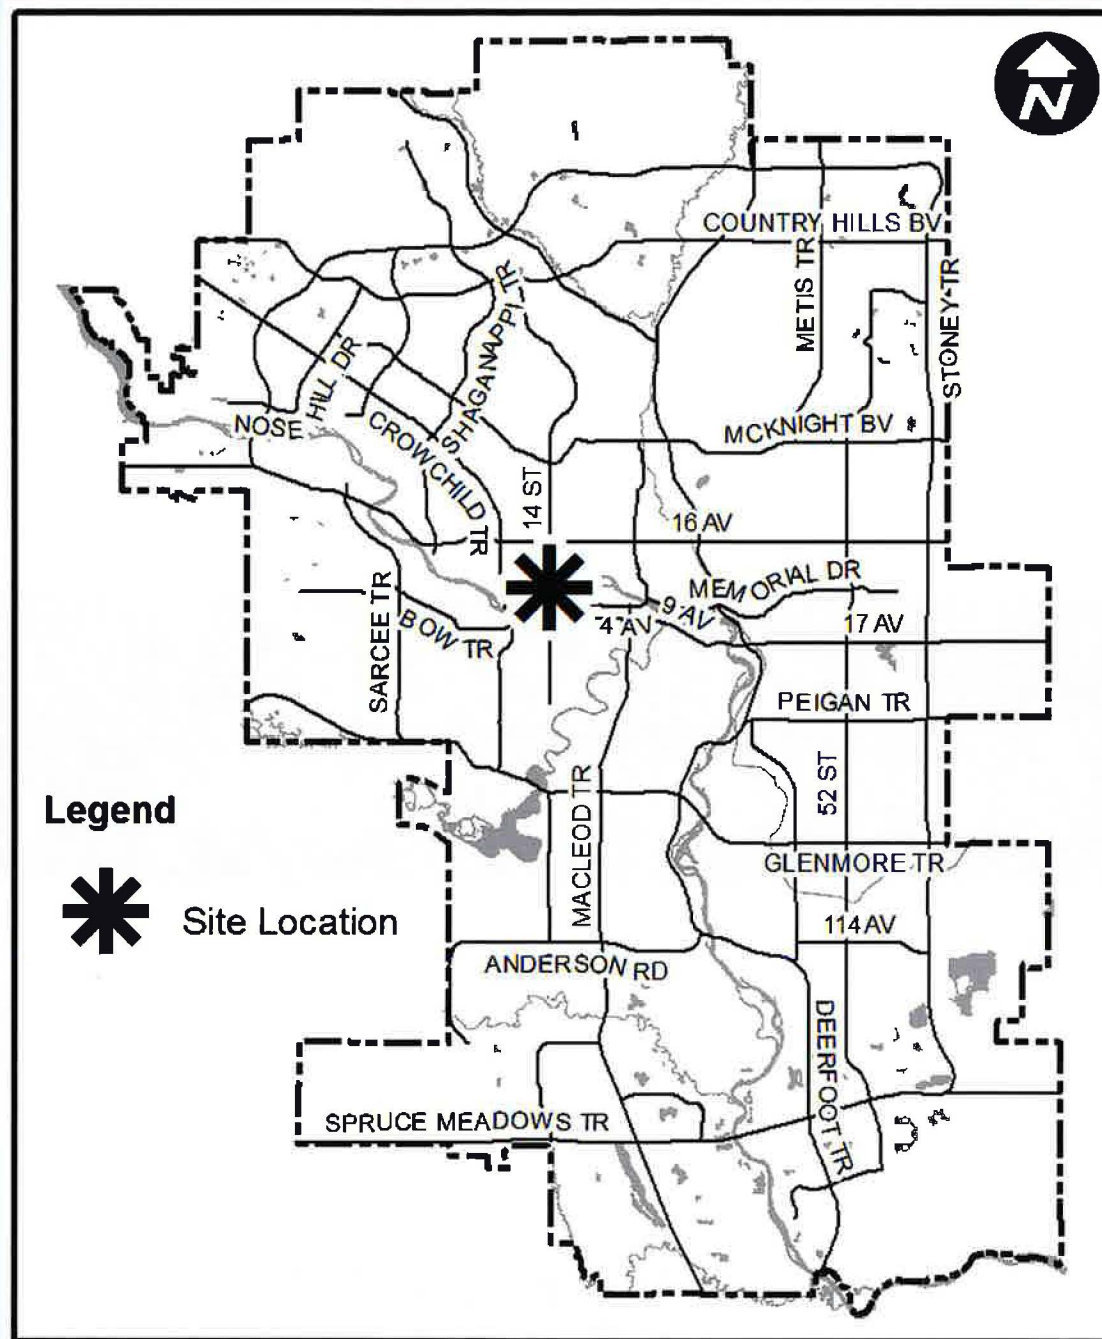 N
COUNTRY HILLS BV
METIS TR
STONEY TR
SHAGANAPPI TR
NOSE HILL DR
CROWCHILD TR
MCKNIGHT BV
14 ST
16 AV
MEMORIAL DR
SARCEE TR
BOW TR
4 AV
9 AV
17 AV
PEIGAN TR
52 ST
Legend
MACLEOD TR
GLENMORE TR
Site Location
114 AV
ANDERSON RD
DEERFOOT TR
SPRUCE MEADOWS TR